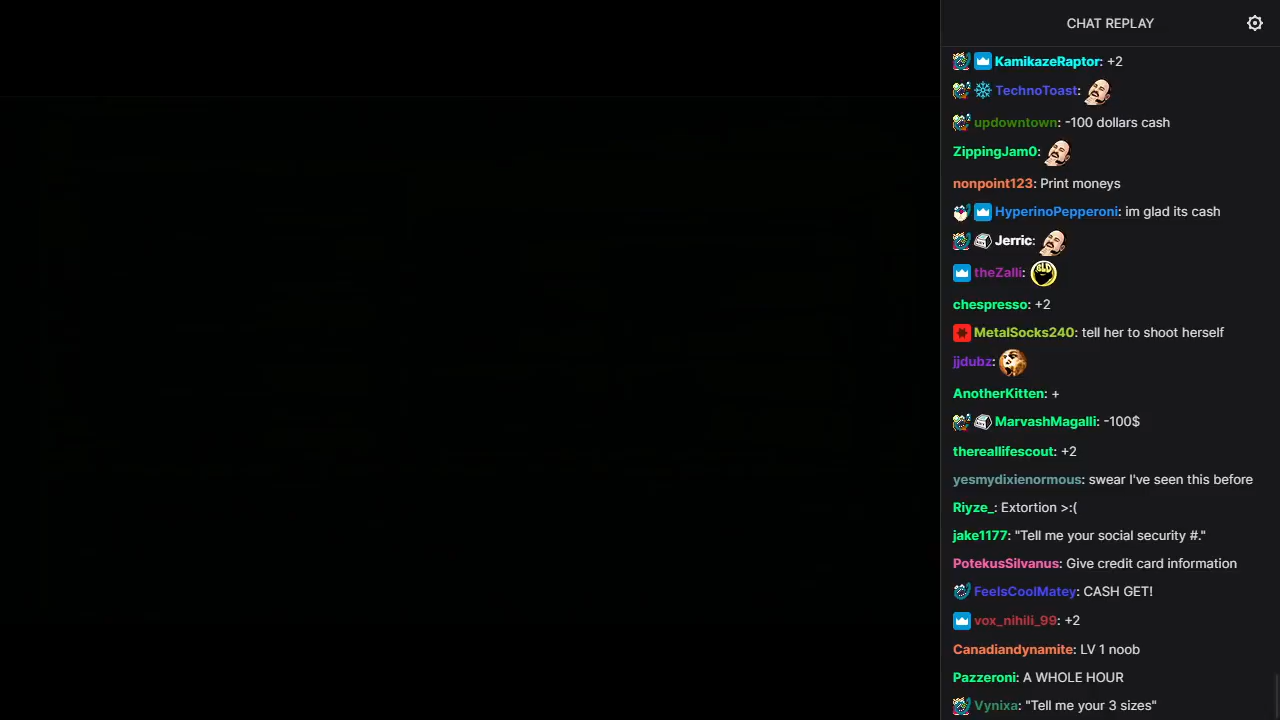 CHAT REPLAY
KamikazeRaptor: +2
TechnoToast:
updowntown: -100 dollars cash
ZippingJam0:
nonpoint123: Print moneys
HyperinoPepperoni: im glad its cash
Jerric:
theZalli:
chespresso: +2
MetalSocks240: tell her to shoot herself
jjdubz:
AnotherKitten: +
MarvashMagalli: -100$
thereallifescout: +2
yesmydixienormous: swear I've seen this before
Riyze_: Extortion >:(
jake1177: "Tell me your social security #."
PotekusSilvanus: Give credit card information
FeelsCoolMatey: CASH GET!
vox_nihili_99: +2
Canadiandynamite: LV 1 noob
Pazzeroni: A WHOLE HOUR
Vynixa: "Tell me your 3 sizes"